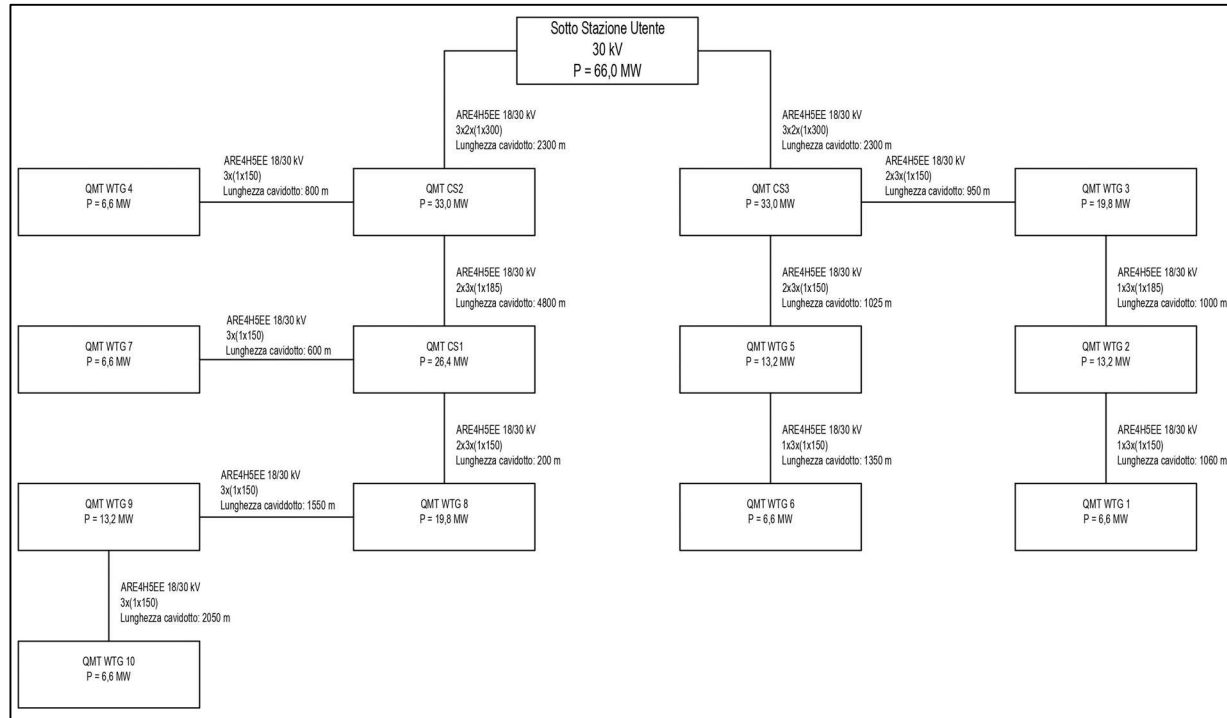 Sotto Stazione Utente
30 kV
P = 66,0 MW
ARE4H5EE 18/30 kV
3x2x(1x300)
Lunghezza cavidotto: 2300 m
ARE4H5EE 18/30 kV
3x2x(1x300)
Lunghezza cavidotto: 2300 m
ARE4H5EE 18/30 kV
3x(1x150)
Lunghezza cavidotto: 800 m
ARE4H5EE 18/30 kV
2x3x(1x150)
Lunghezza cavidotto: 950 m
QMT WTG 4
P = 6,6 MW
QMT CS2
P = 33,0 MW
QMT CS3
P = 33,0 MW
QMT WTG 3
P = 19,8 MW
ARE4H5EE 18/30 kV
2x3x(1x185)
Lunghezza cavidotto: 4800 m
ARE4H5EE 18/30 kV
2x3x(1x150)
Lunghezza cavidotto: 1025 m
ARE4H5EE 18/30 kV
1x3x(1x185)
Lunghezza cavidotto: 1000 m
ARE4H5EE 18/30 kV
3x(1x150)
Lunghezza cavidotto: 600 m
QMT WTG 7
P = 6,6 MW
QMT CS1
P = 26,4 MW
QMT WTG 5
P = 13,2 MW
QMT WTG 2
P = 13,2 MW
ARE4H5EE 18/30 kV
2x3x(1x150)
Lunghezza cavidotto: 200 m
ARE4H5EE 18/30 kV
1x3x(1x150)
Lunghezza cavidotto: 1350 m
ARE4H5EE 18/30 kV
1x3x(1x150)
Lunghezza cavidotto: 1060 m
ARE4H5EE 18/30 kV
3x(1x150)
Lunghezza caviddotto: 1550 m
QMT WTG 9
P = 13,2 MW
QMT WTG 8
P = 19,8 MW
QMT WTG 6
P = 6,6 MW
QMT WTG 1
P = 6,6 MW
ARE4H5EE 18/30 kV
3x(1x150)
Lunghezza cavidotto: 2050 m
QMT WTG 10
P = 6,6 MW